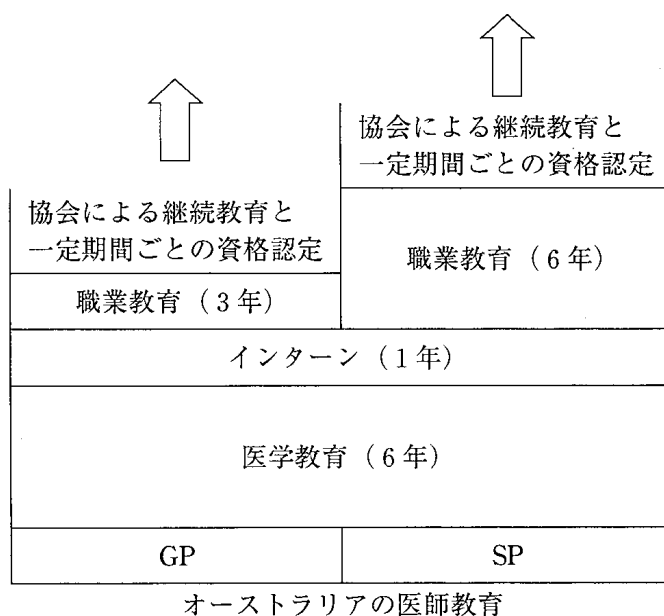 協会による継続教育と
一定期間ごとの資格認定
協会による継続教育と
一定期間ごとの資格認定
職業教育（6年）
職業教育（3年）
インターン（1年）
医学教育（6年）
GP
SP
オーストラリアの医師教育